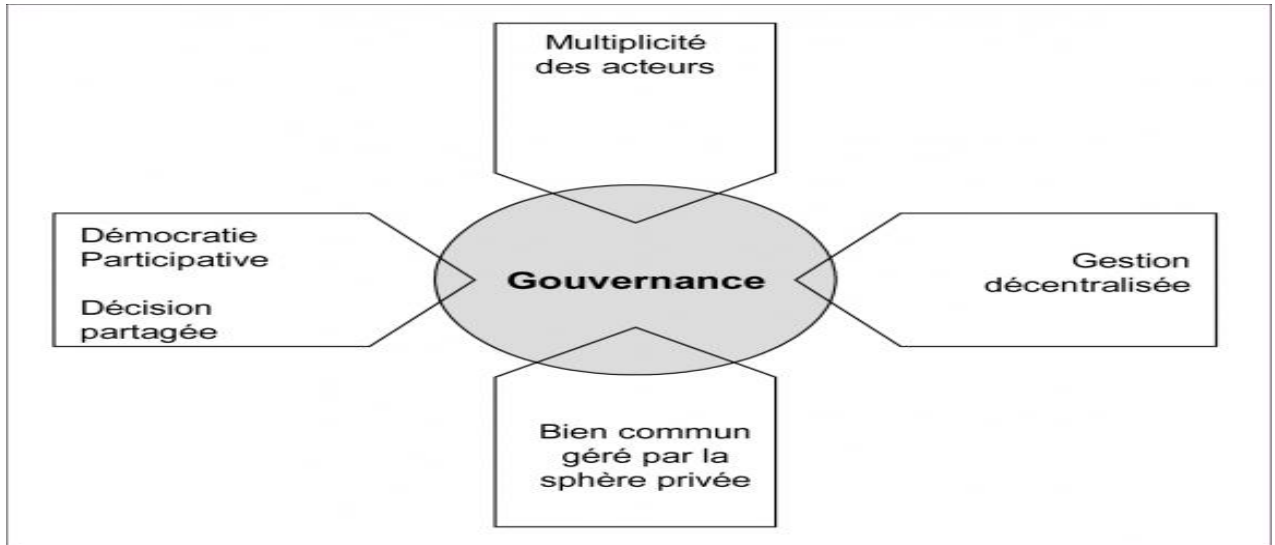 Multiplicité
des acteurs
Démocratie
Participative
Décision
partagée
Gouvernance
Gestion
décentralisée
Bien commun
géré par la
sphère privée